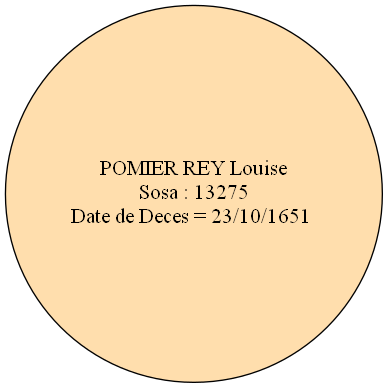 POMIER REY Louise
Sosa : 13275
Date de Deces = 23/10/1651